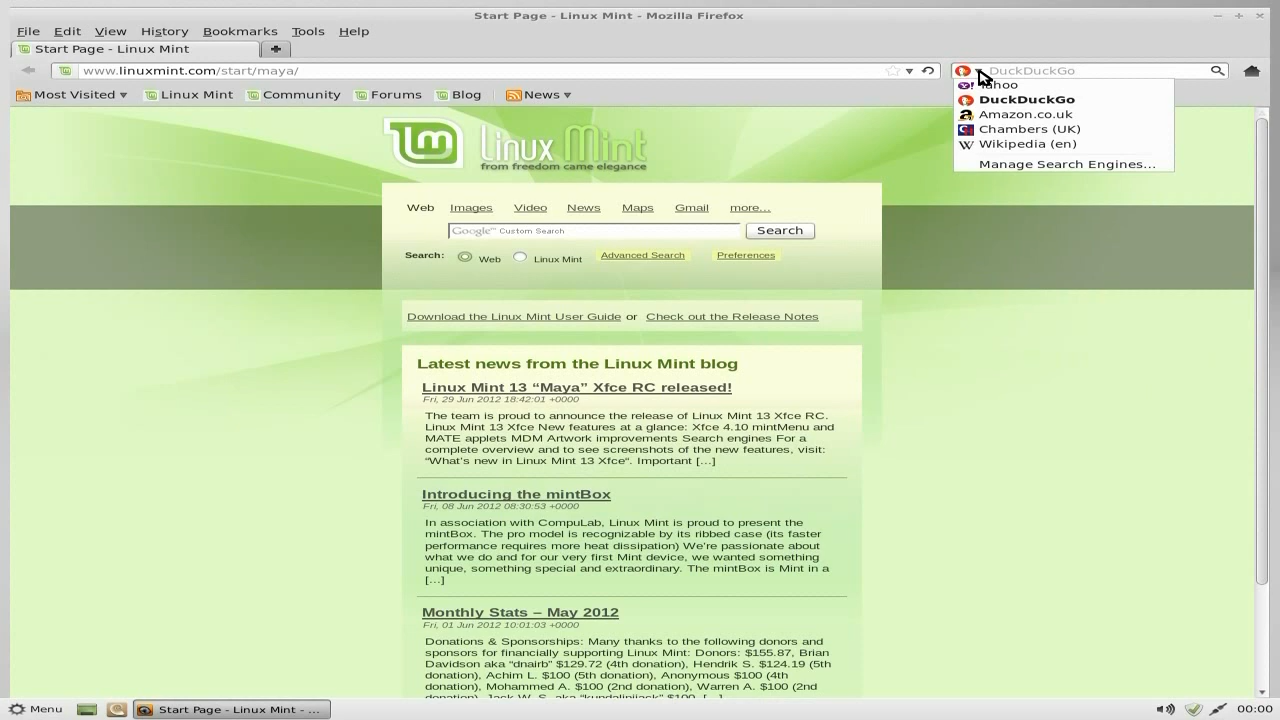 Start Page - Linux Mint - Mozilla Firefox
File Edit View History Bookmarks Tools Help
Start Page - Linux Mint
www.linuxmint.com/start/maya/
DuckDuckGo
Most Visited Linux Mint Community Forums Blog News
Yahoo
DuckDuckGo
Amazon.co.uk
Chambers (UK)
Wikipedia (en)
Manage Search Engines...
Linux Mint
from freedom came elegance
Web Images Video News Maps Gmail more...
Google™ Custom Search Search
Search: Web Linux Mint Advanced Search Preferences
Download the Linux Mint User Guide or Check out the Release Notes
Latest news from the Linux Mint blog
Linux Mint 13 “Maya” Xfce RC released!
Fri, 29 Jun 2012 18:42:01 +0000
The team is proud to announce the release of Linux Mint 13 Xfce RC.
Linux Mint 13 Xfce New features at a glance: Xfce 4.10 mintMenu and
MATE applets MDM Artwork improvements Search engines For a
complete overview and to see screenshots of the new features, visit:
“What’s new in Linux Mint 13 Xfce“. Important [...]
Introducing the mintBox
Fri, 08 Jun 2012 08:30:53 +0000
In association with CompuLab, Linux Mint is proud to present the
mintBox. The pro model is recognizable by its ribbed case (its faster
performance requires more heat dissipation) We’re passionate about
what we do and for our very first Mint device, we wanted something
unique, something special and extraordinary. The mintBox is Mint in a
[...]
Monthly Stats – May 2012
Fri, 01 Jun 2012 10:01:03 +0000
Donations & Sponsorships: Many thanks to the following donors and
sponsors for financially supporting Linux Mint: Donors: $155.87, Brian
Davidson aka “dnairb” $129.72 (4th donation), Hendrik S. $124.19 (5th
donation), Achim L. $100 (5th donation), Anonymous $100 (4th
donation), Mohammed A. $100 (2nd donation), Warren A. $100 (2nd
donation), Jack W. S. aka “kundalinijack” $100, [...]
Menu Start Page - Linux Mint - ... 00:00